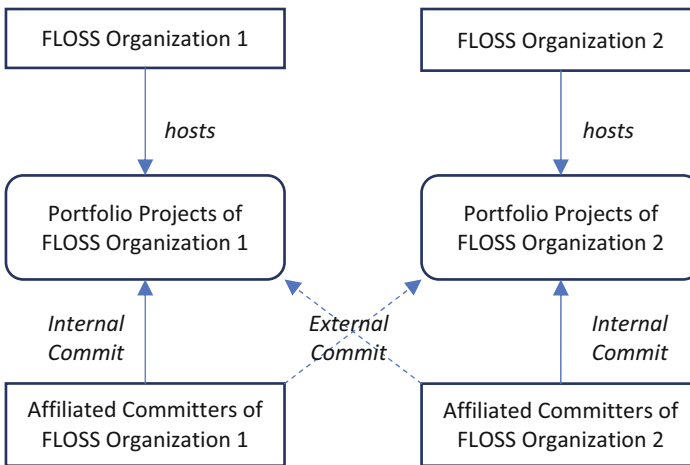 FLOSS Organization 1
FLOSS Organization 2
hosts
hosts
Portfolio Projects of
FLOSS Organization 1
Portfolio Projects of
FLOSS Organization 2
Internal
Commit
External
Commit
Internal
Commit
Affiliated Committers of
FLOSS Organization 1
Affiliated Committers of
FLOSS Organization 2